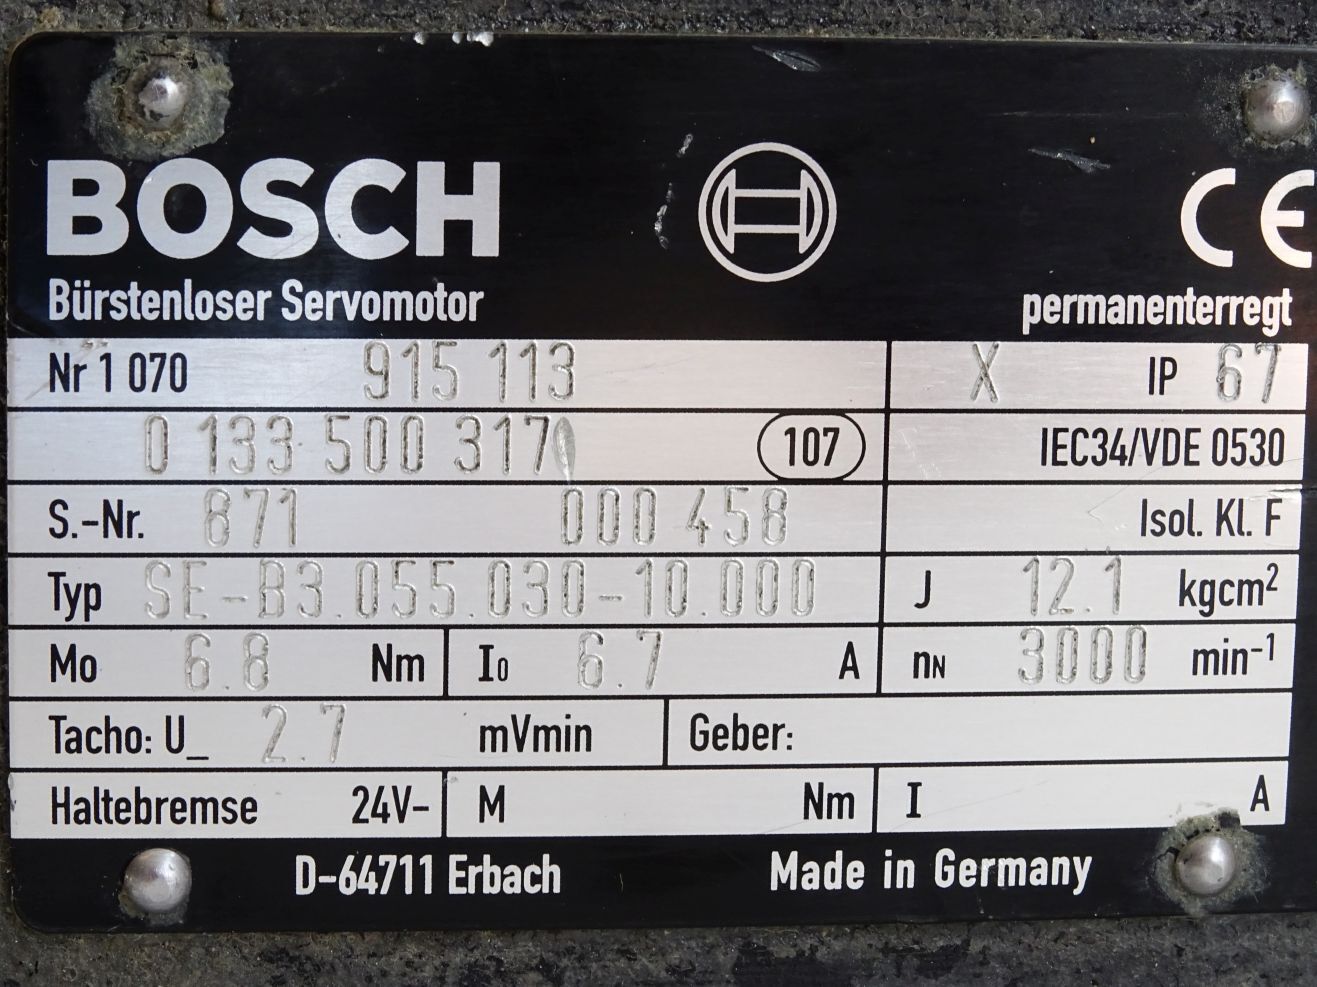 BOSCH
CE
Bürstenloser Servomotor
permanenterregt
Nr 1 070 915 113 X IP 67
0 133 500 317 107 IEC34/VDE 0530
S.-Nr. 871 000 458 Isol. Kl. F
Typ SE-B3.055.030-10.000 J 12.1 kgcm²
Mo 6.8 Nm I₀ 6.7 A nN 3000 min⁻¹
Tacho: U_ 2.7 mVmin Geber:
Haltebremse 24V- M Nm I A
D-64711 Erbach Made in Germany